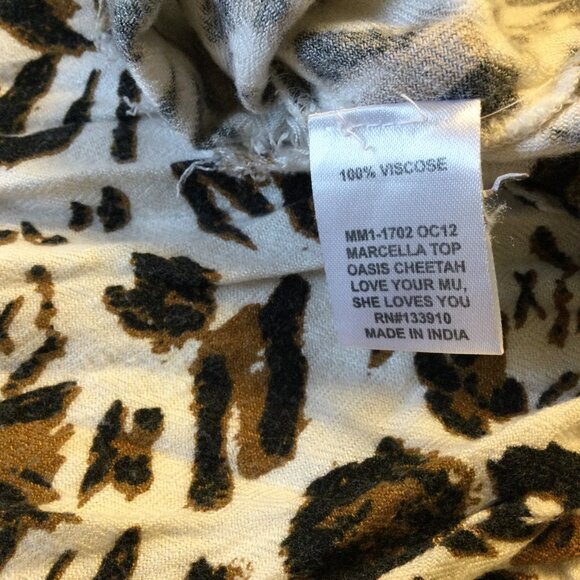 100% VISCOSE
MM1-1702 OC12
MARCELLA TOP
OASIS CHEETAH
LOVE YOUR MU,
SHE LOVES YOU
RN#133910
MADE IN INDIA